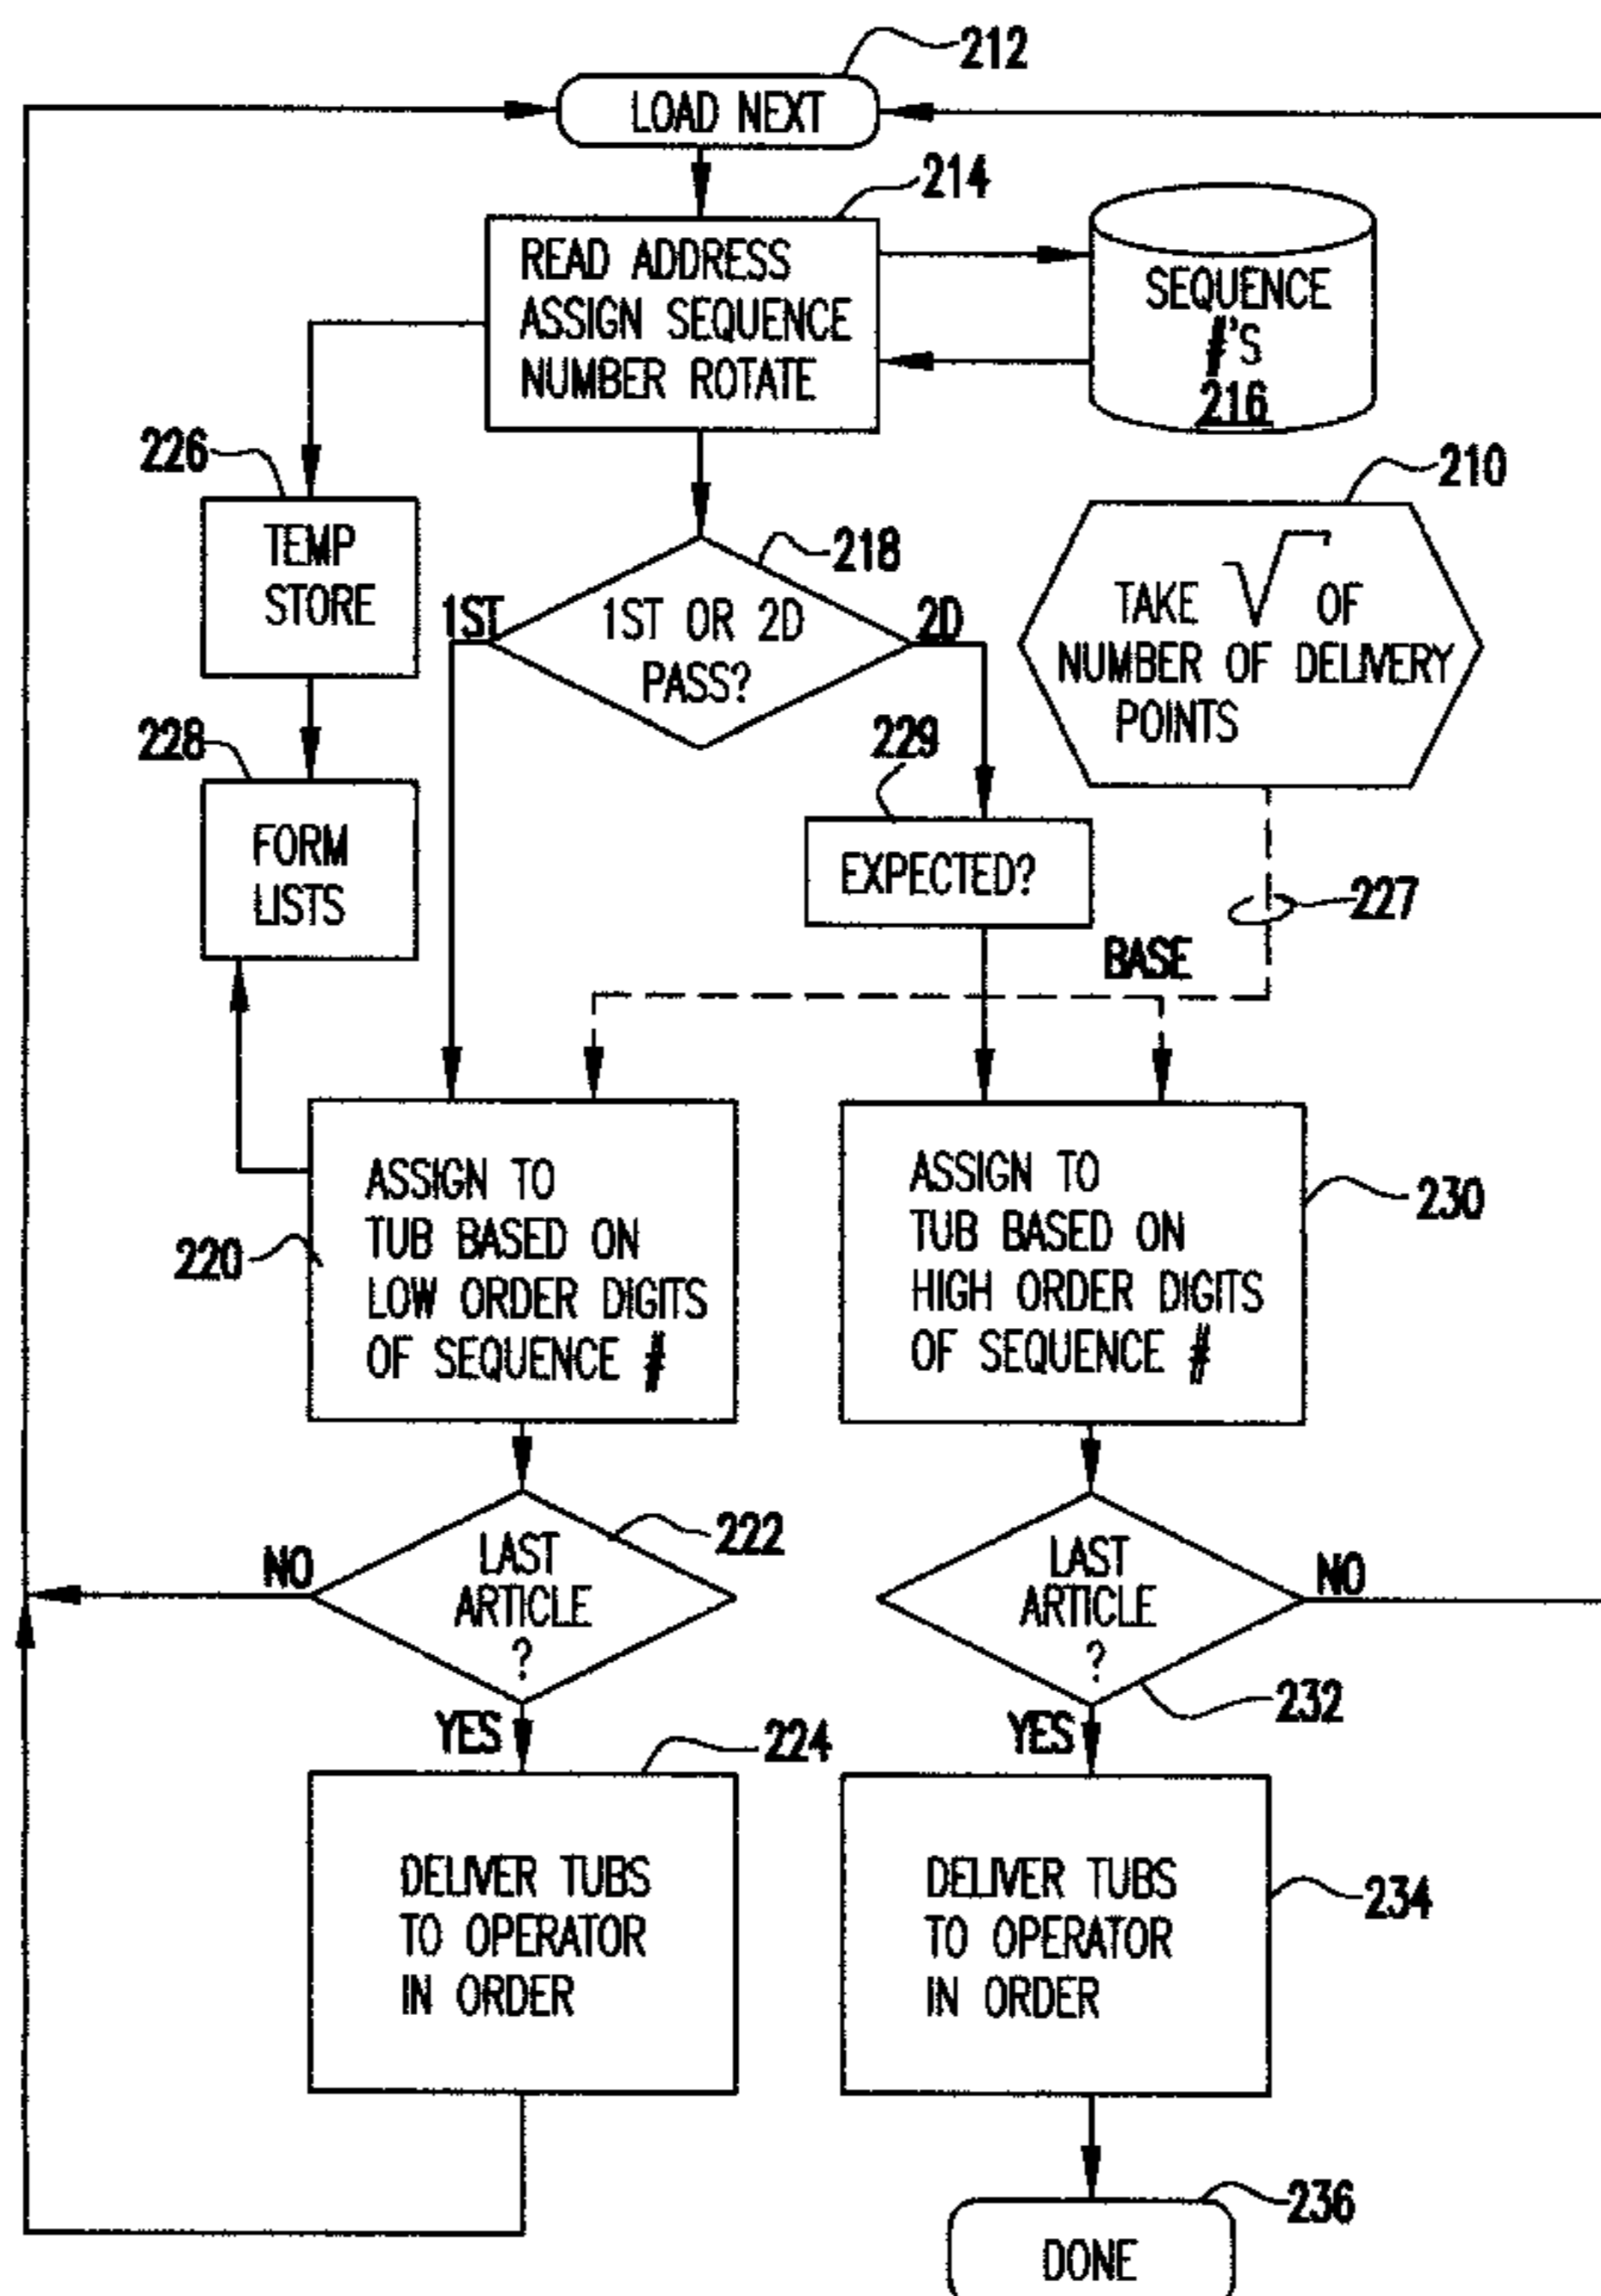 212
LOAD NEXT
214
READ ADDRESS
ASSIGN SEQUENCE
NUMBER ROTATE
SEQUENCE
#'S
216
226
TEMP
STORE
218
1ST
1ST OR 2D
PASS?
2D
210
TAKE √ OF
NUMBER OF DELIVERY
POINTS
228
FORM
LISTS
229
EXPECTED?
227
BASE
220
ASSIGN TO
TUB BASED ON
LOW ORDER DIGITS
OF SEQUENCE #
ASSIGN TO
TUB BASED ON
HIGH ORDER DIGITS
OF SEQUENCE #
230
NO
LAST
ARTICLE
?
222
YES
LAST
ARTICLE
?
NO
232
YES
224
DELIVER TUBS
TO OPERATOR
IN ORDER
DELIVER TUBS
TO OPERATOR
IN ORDER
234
236
DONE